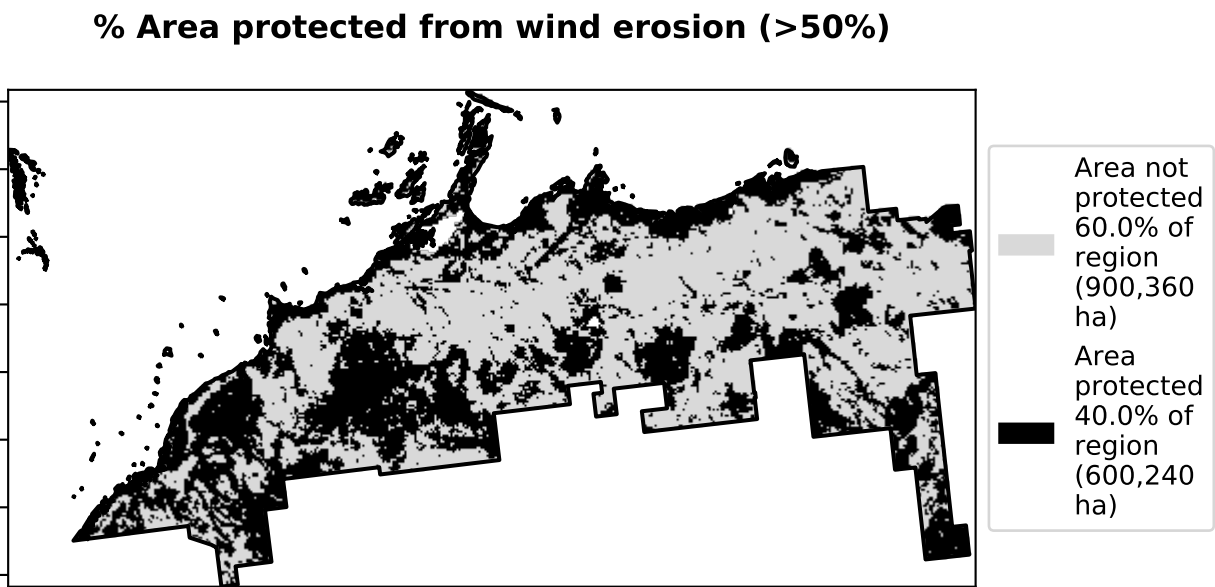 % Area protected from wind erosion (>50%)
Area not
protected
60.0% of
region
(900,360
ha)
Area
protected
40.0% of
region
(600,240
ha)